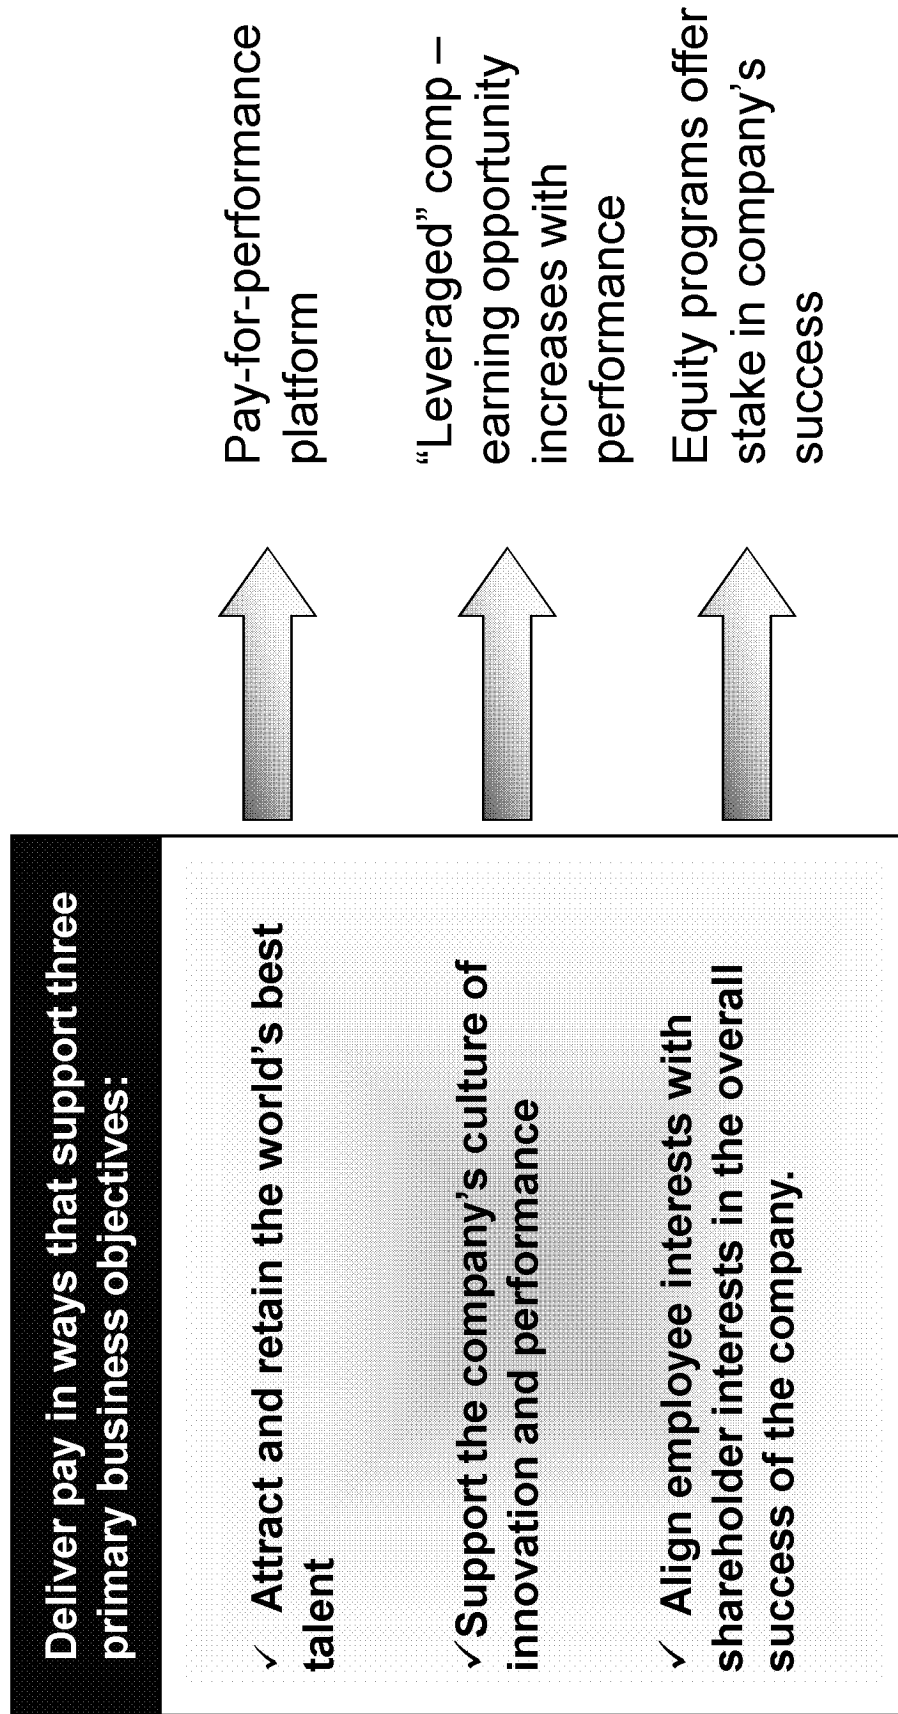 Deliver pay in ways that support three
primary business objectives:
✓ Attract and retain the world's best
talent
✓Support the company's culture of
innovation and performance
✓ Align employee interests with
shareholder interests in the overall
success of the company.
Pay-for-performance
platform
“Leveraged” comp –
earning opportunity
increases with
performance
Equity programs offer
stake in company's
success